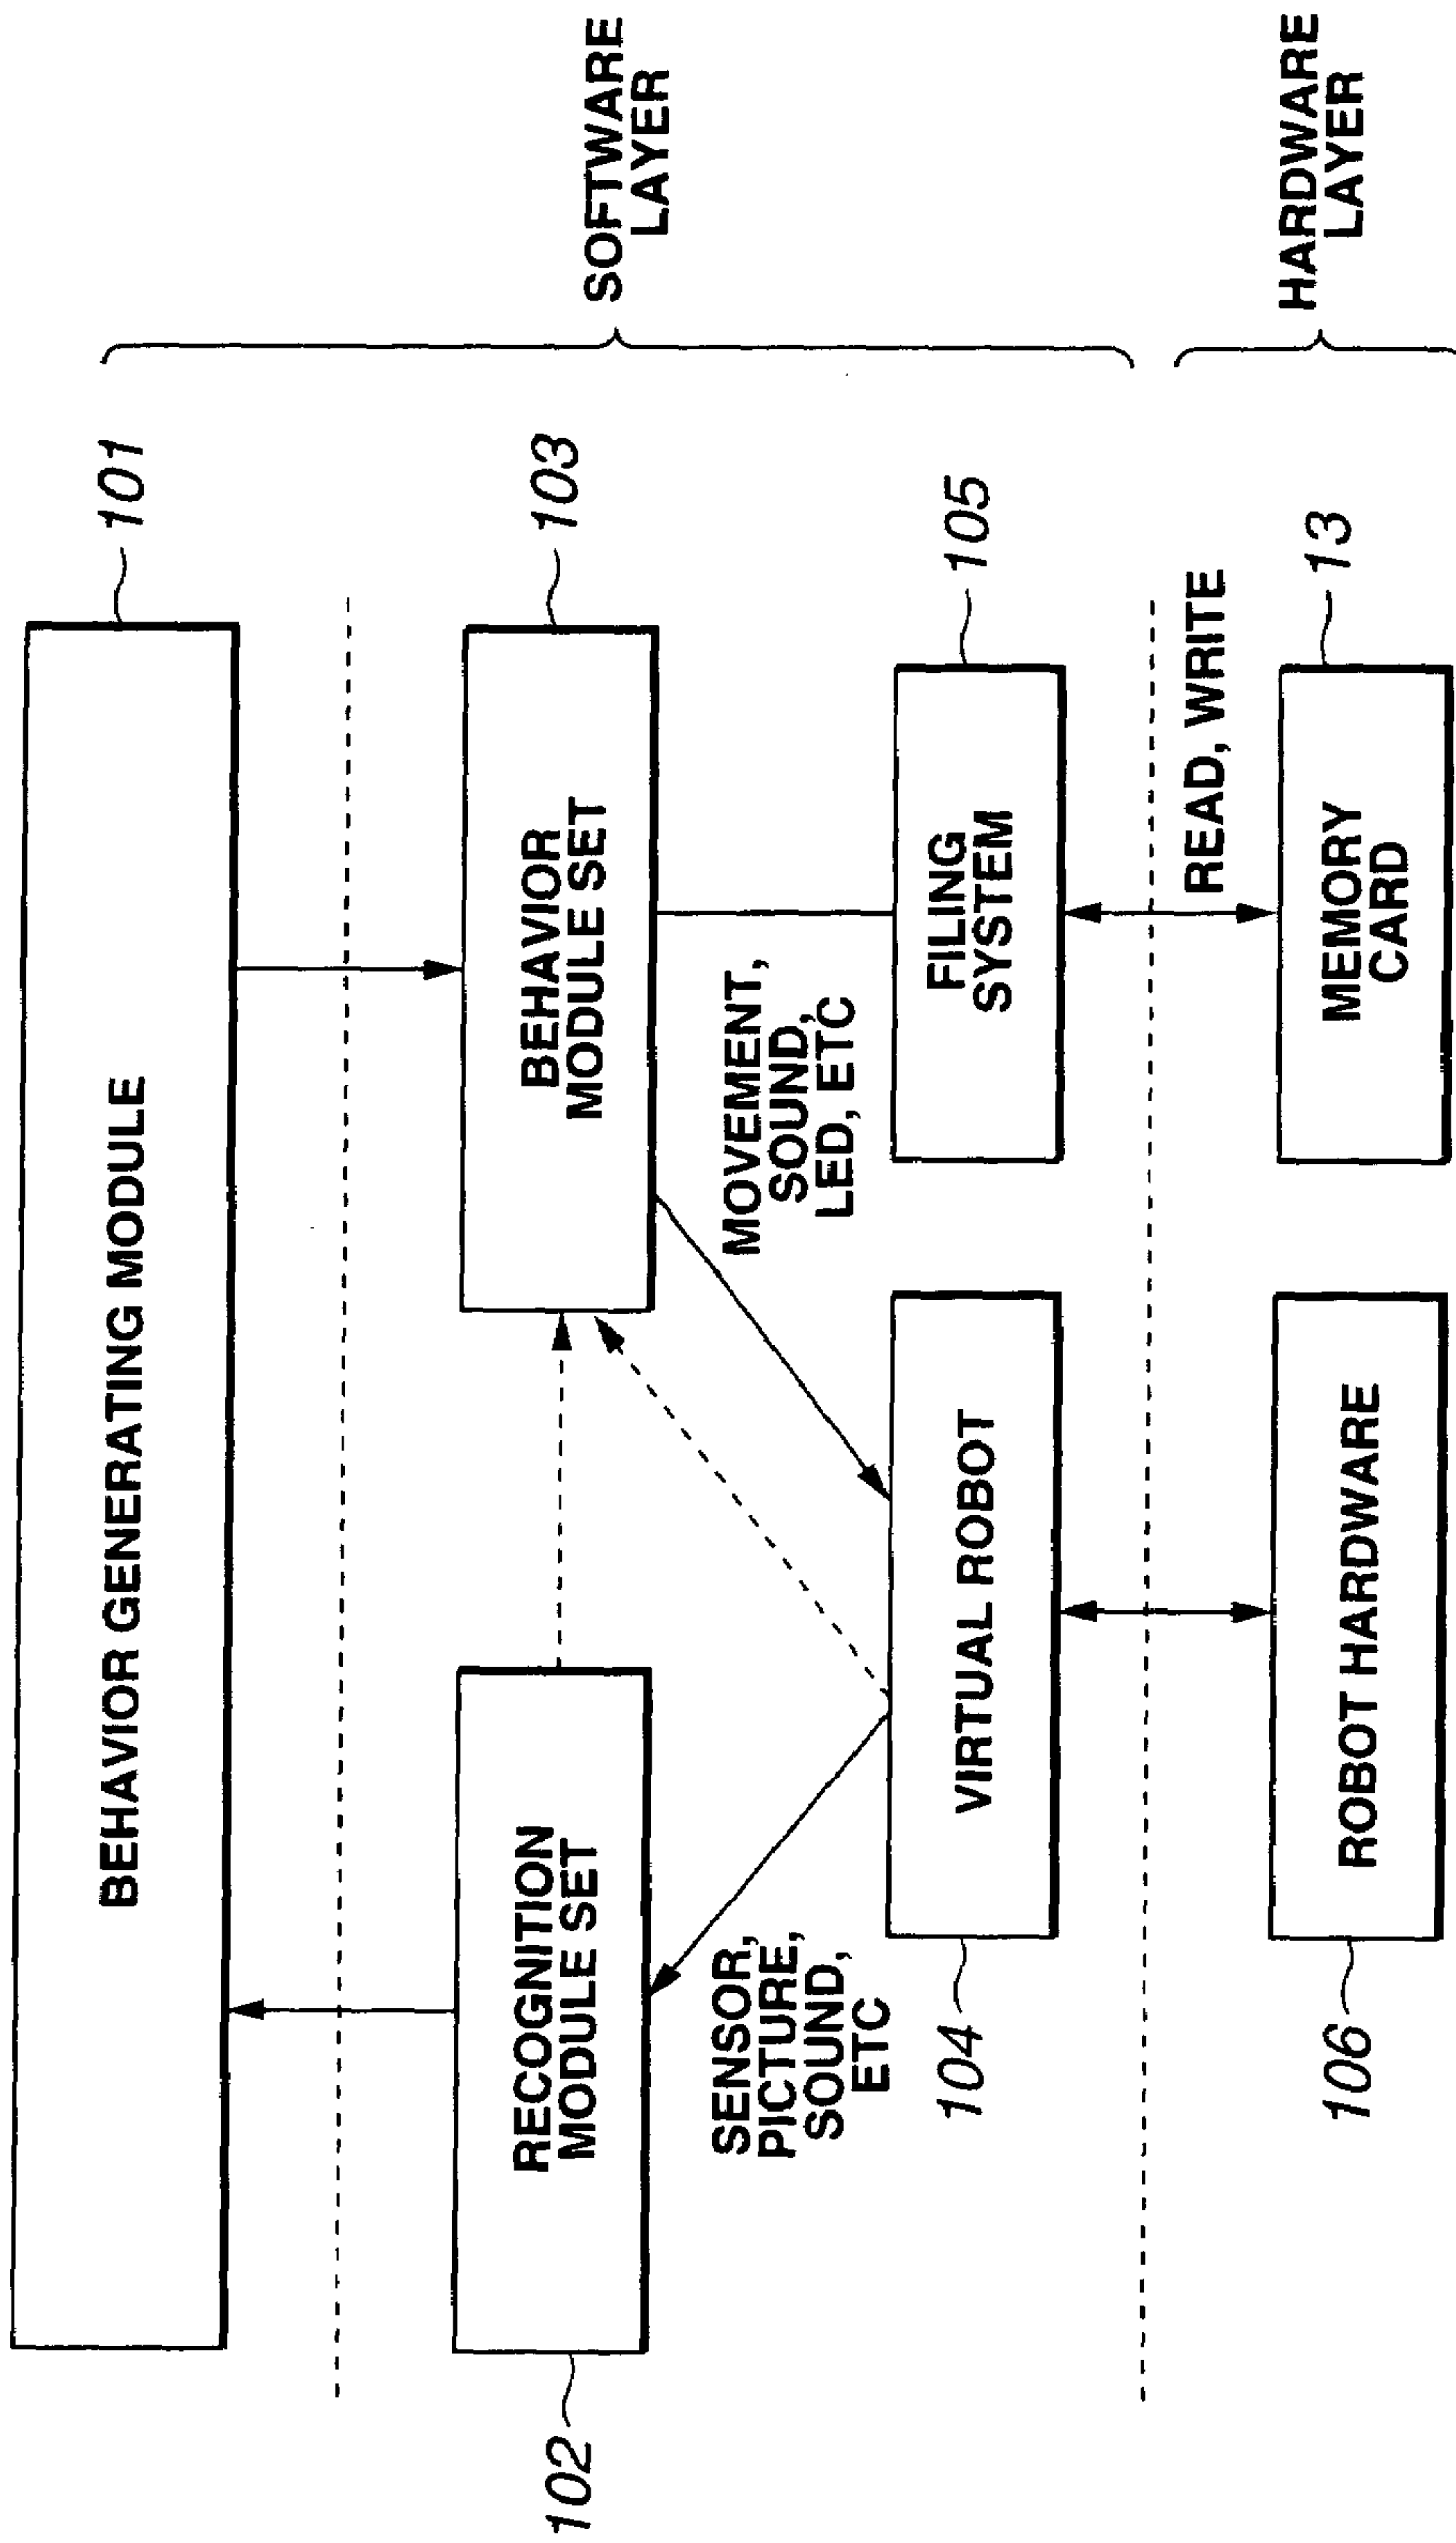 BEHAVIOR GENERATING MODULE
101
SOFTWARE
LAYER
102
RECOGNITION
MODULE SET
BEHAVIOR
MODULE SET
103
SENSOR,
PICTURE,
SOUND,
ETC
MOVEMENT,
SOUND,
LED, ETC
104
VIRTUAL ROBOT
FILING
SYSTEM
105
READ, WRITE
106
ROBOT HARDWARE
MEMORY
CARD
13
HARDWARE
LAYER